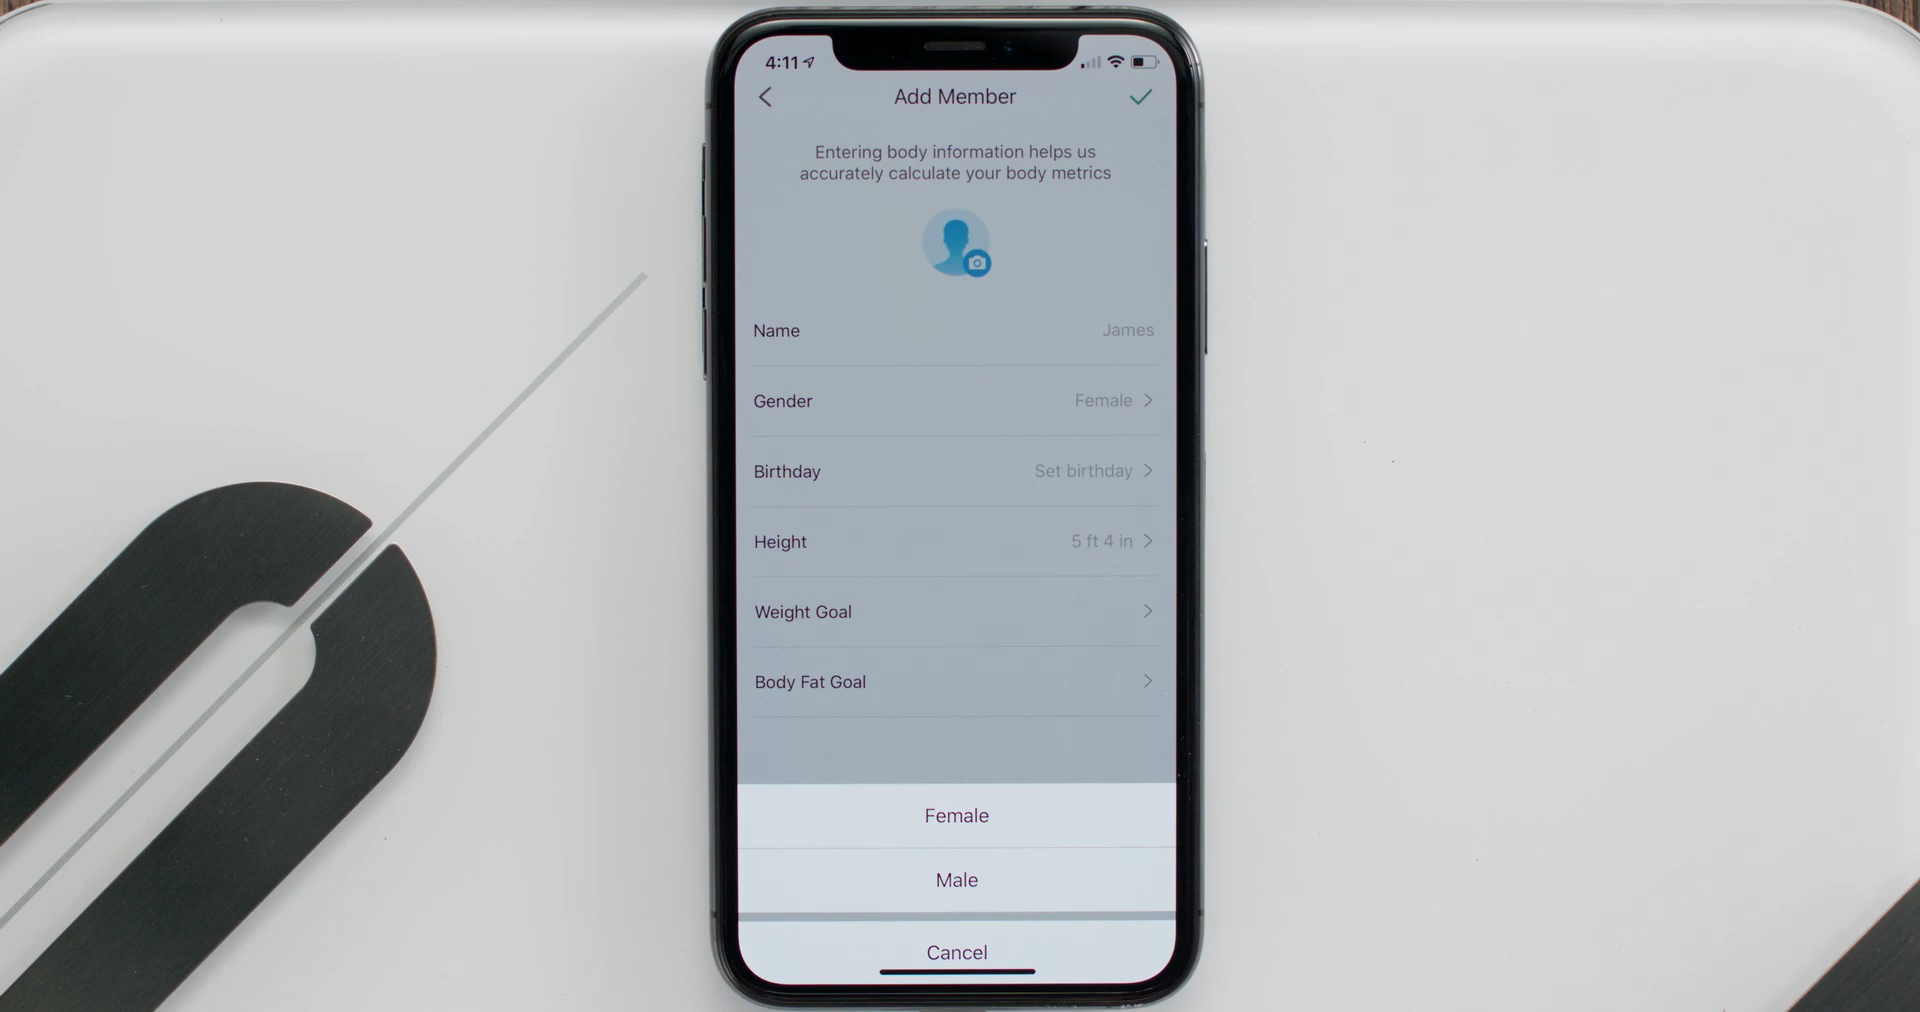 4:11
Add Member
Entering body information helps us
accurately calculate your body metrics
Name James
Gender Female
Birthday Set birthday
Height 5 ft 4 in
Weight Goal
Body Fat Goal
Female
Male
Cancel